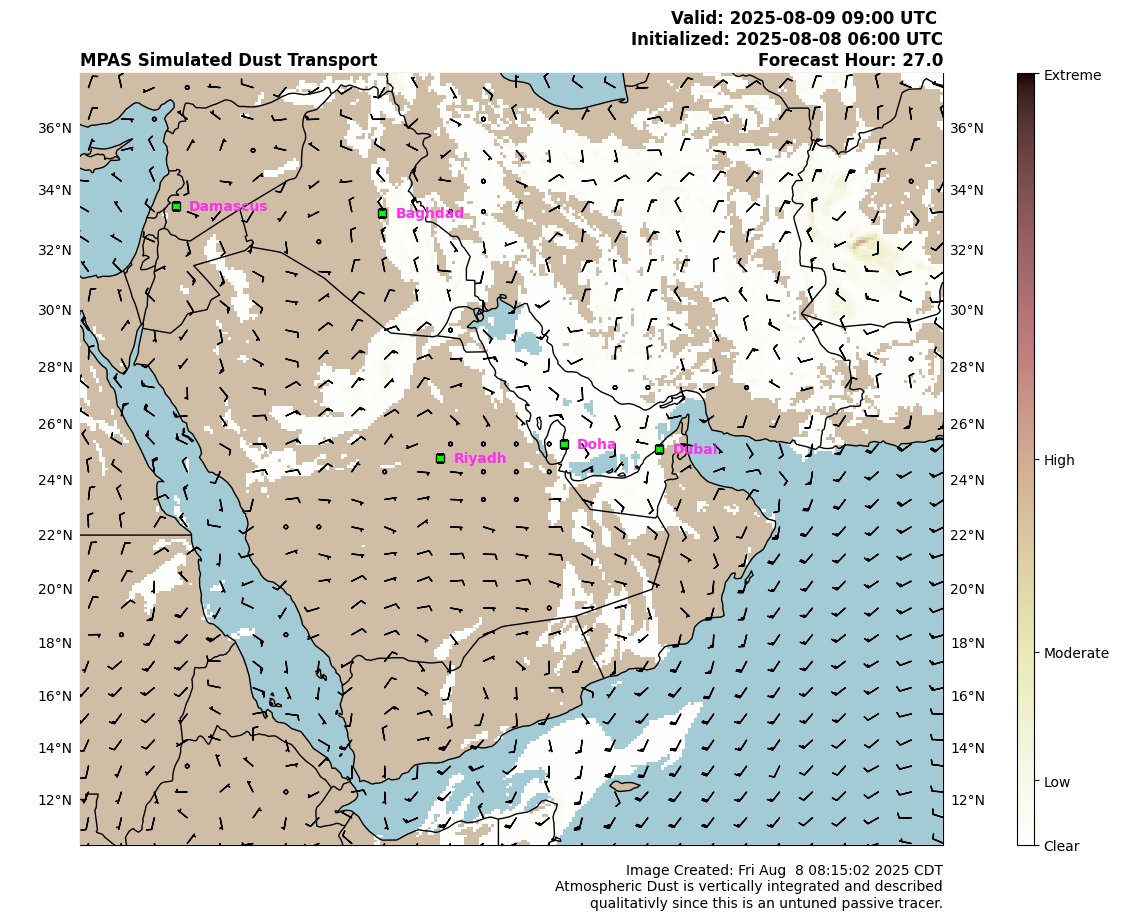 Valid: 2025-08-09 09:00 UTC
Initialized: 2025-08-08 06:00 UTC
MPAS Simulated Dust Transport
Forecast Hour: 27.0
Extreme
High
Moderate
Low
Clear
36°N
34°N
32°N
30°N
28°N
26°N
24°N
22°N
20°N
18°N
16°N
14°N
12°N
36°N
34°N
32°N
30°N
28°N
26°N
24°N
22°N
20°N
18°N
16°N
14°N
12°N
Damascus
Baghdad
Doha
Dubai
Riyadh
Image Created: Fri Aug  8 08:15:02 2025 CDT
Atmospheric Dust is vertically integrated and described
qualitativly since this is an untuned passive tracer.